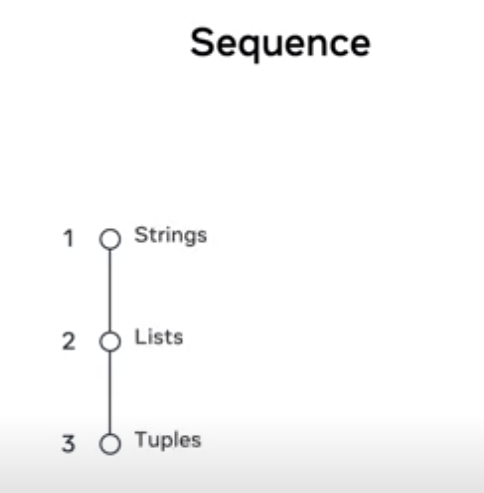 Sequence
1 Strings
2 Lists
3 Tuples